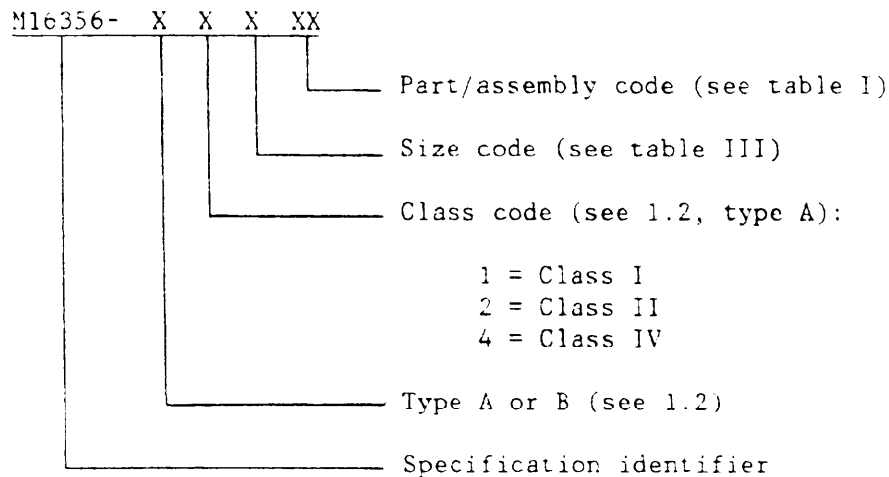 M16356- X X X XX
Part/assembly code (see table I)
Size code (see table III)
Class code (see 1.2, type A):
1 = Class I
2 = Class II
4 = Class IV
Type A or B (see 1.2)
Specification identifier